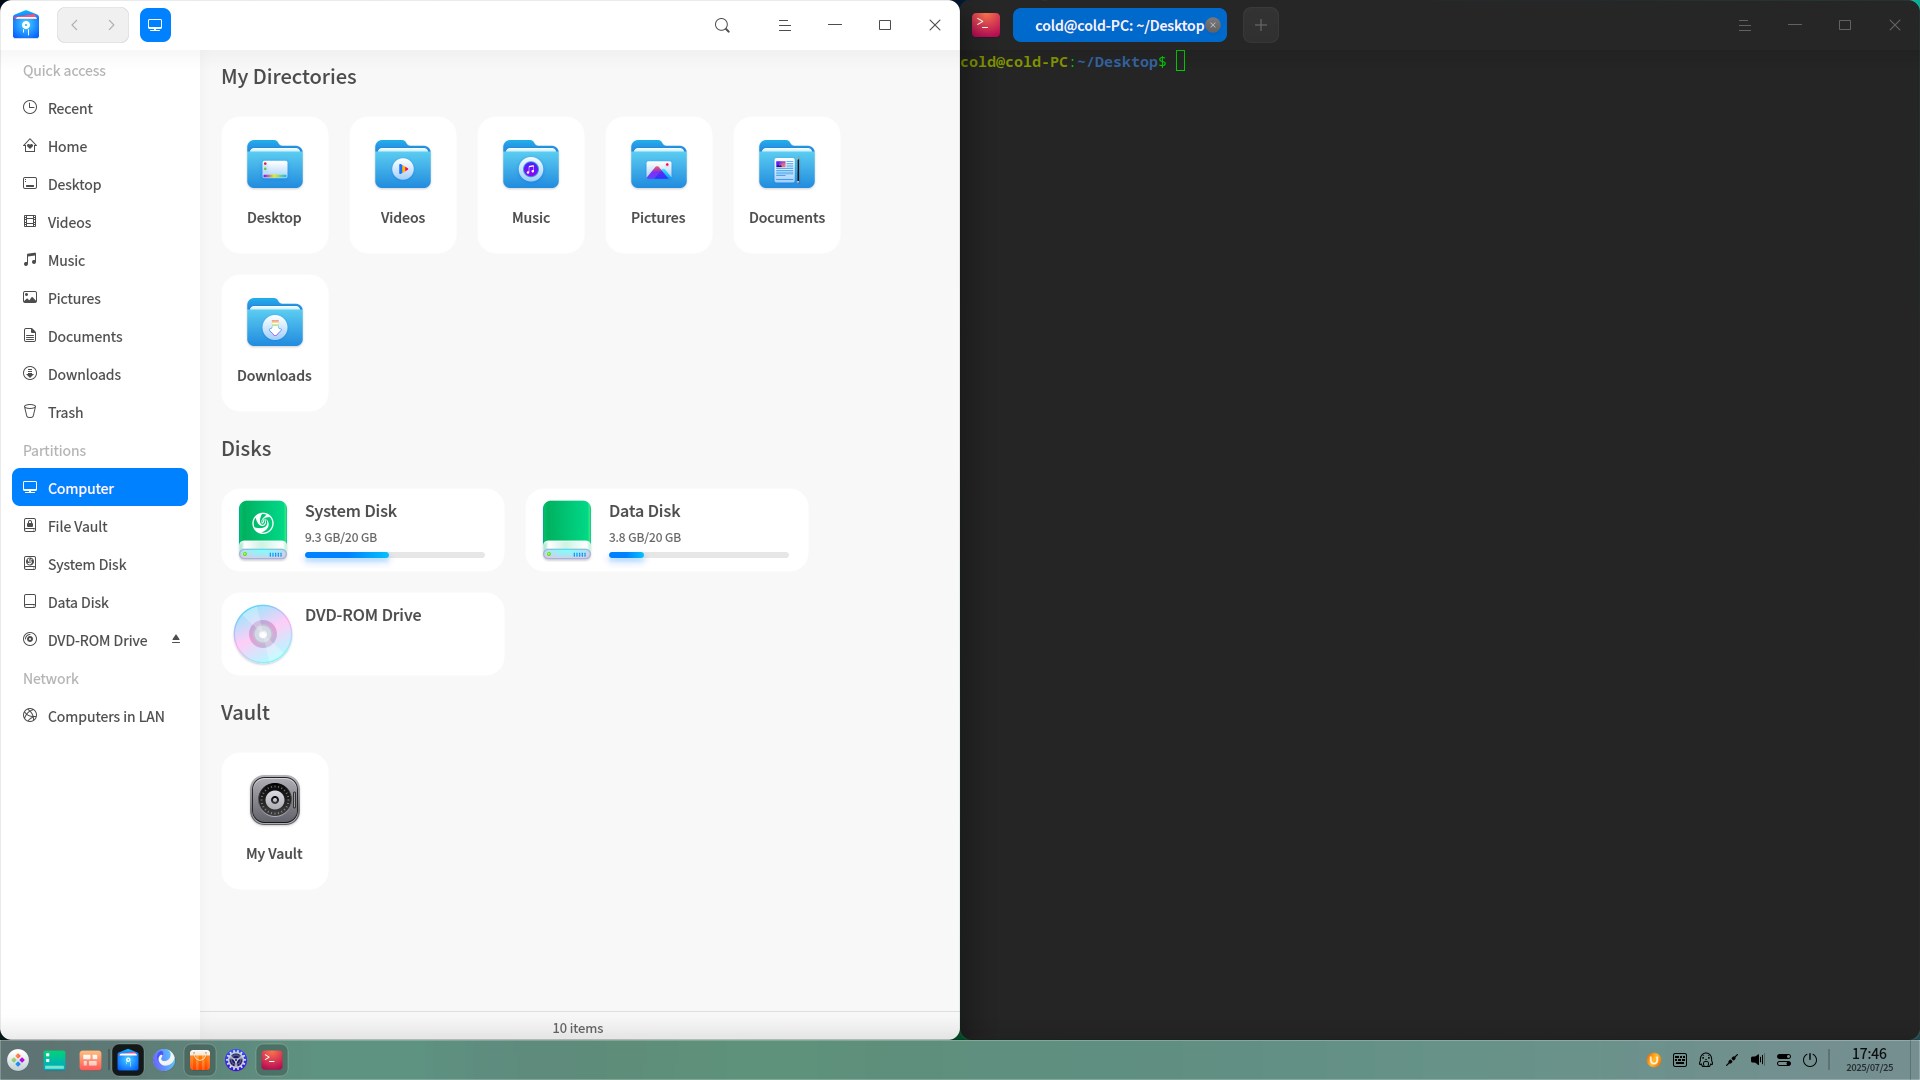 Quick access
Recent
Home
Desktop
Videos
Music
Pictures
Documents
Downloads
Trash
Partitions
Computer
File Vault
System Disk
Data Disk
DVD-ROM Drive
Network
Computers in LAN
My Directories
Desktop
Videos
Music
Pictures
Documents
Downloads
Disks
System Disk
9.3 GB/20 GB
Data Disk
3.8 GB/20 GB
DVD-ROM Drive
Vault
My Vault
10 items
cold@cold-PC: ~/Desktop
cold@cold-PC:~/Desktop$
17:46
2025/07/25